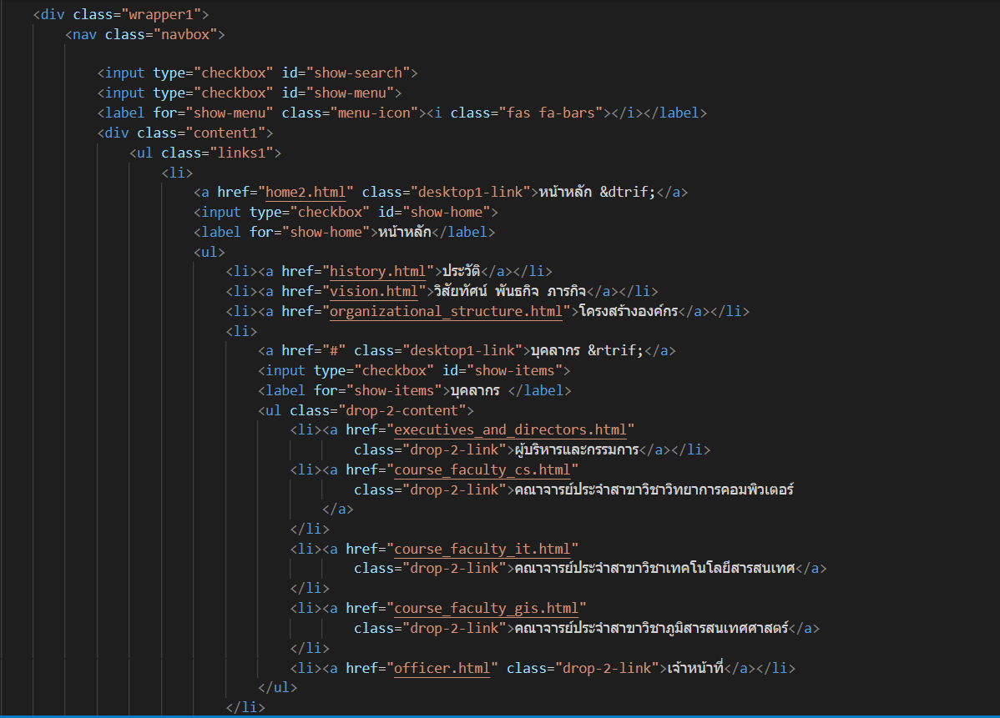 <div class="wrapper1">
<nav class="navbox">
<input type="checkbox" id="show-search">
<input type="checkbox" id="show-menu">
<label for="show-menu" class="menu-icon"><i class="fas fa-bars"></i></label>
<div class="content1">
<ul class="links1">
<li>
<a href="home2.html" class="desktop1-link">หน้าหลัก &dtrif;</a>
<input type="checkbox" id="show-home">
<label for="show-home">หน้าหลัก</label>
<ul>
<li><a href="history.html">ประวัติ</a></li>
<li><a href="vision.html">วิสัยทัศน์ พันธกิจ ภารกิจ</a></li>
<li><a href="organizational_structure.html">โครงสร้างองค์กร</a></li>
<li>
<a href="#" class="desktop1-link">บุคลากร &rtrif;</a>
<input type="checkbox" id="show-items">
<label for="show-items">บุคลากร </label>
<ul class="drop-2-content">
<li><a href="executives_and_directors.html"
class="drop-2-link">ผู้บริหารและกรรมการ</a></li>
<li><a href="course_faculty_cs.html"
class="drop-2-link">คณาจารย์ประจำสาขาวิชาวิทยาการคอมพิวเตอร์
</a>
</li>
<li><a href="course_faculty_it.html"
class="drop-2-link">คณาจารย์ประจำสาขาวิชาเทคโนโลยีสารสนเทศ</a>
</li>
<li><a href="course_faculty_gis.html"
class="drop-2-link">คณาจารย์ประจำสาขาวิชาภูมิสารสนเทศศาสตร์</a>
</li>
<li><a href="officer.html" class="drop-2-link">เจ้าหน้าที่</a></li>
</ul>
</li>